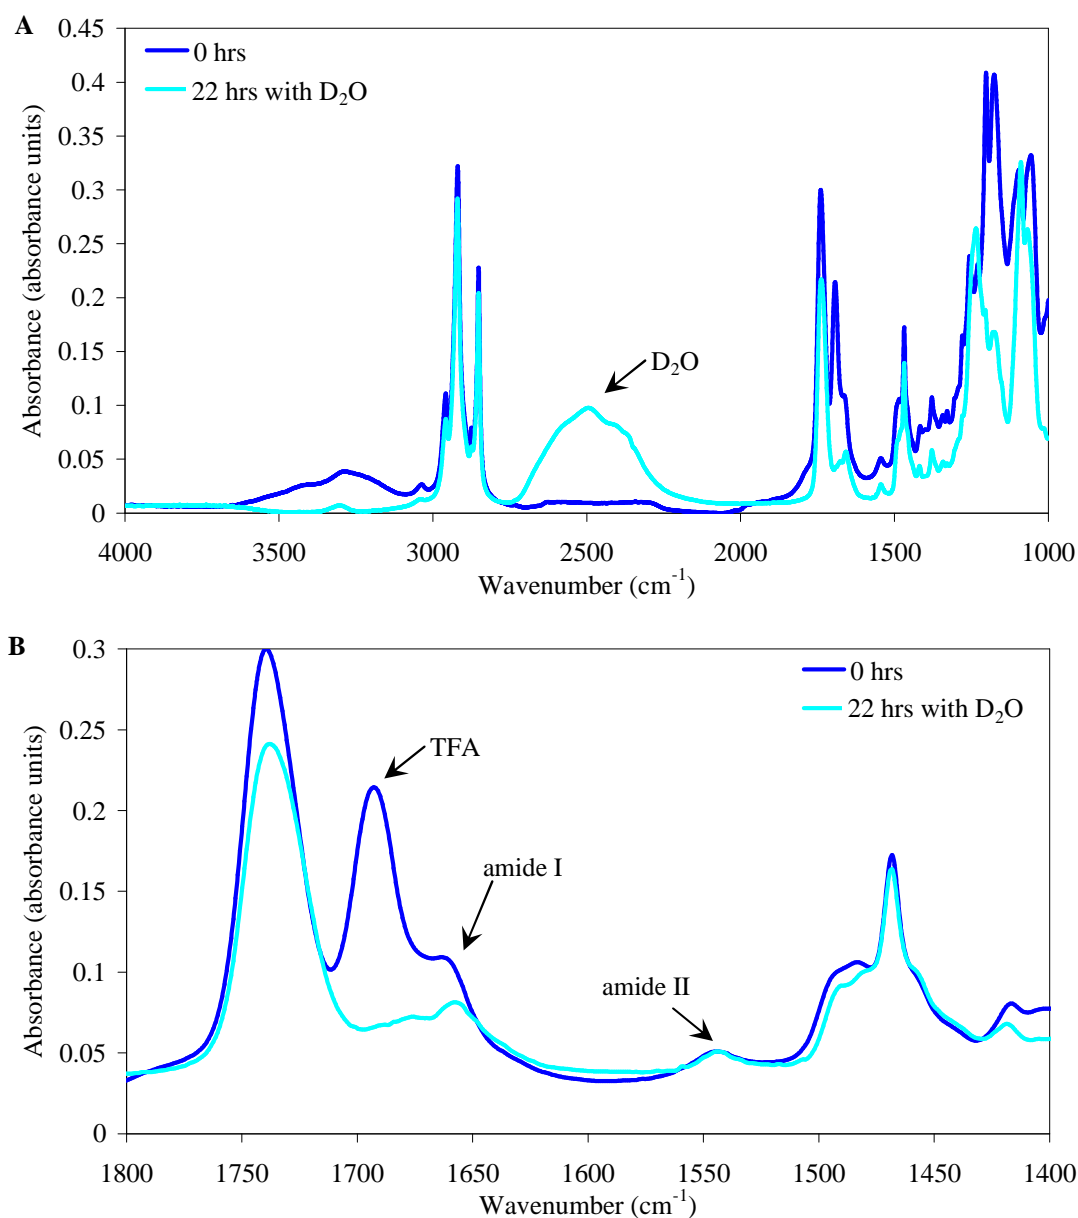 A
0.45
0.4
0.35
0.3
0.25
0.2
0.15
0.1
0.05
0
Absorbance (absorbance units)
0 hrs
22 hrs with D2O
D2O
4000 3500 3000 2500 2000 1500 1000
Wavenumber (cm-1)
B
0.3
0.25
0.2
0.15
0.1
0.05
0
Absorbance (absorbance units)
0 hrs
22 hrs with D2O
TFA
amide I
amide II
1800 1750 1700 1650 1600 1550 1500 1450 1400
Wavenumber (cm-1)